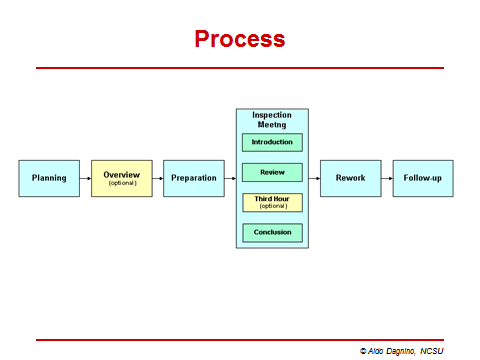 Process
Planning
Overview
(optional)
Preparation
Inspection
Meetng
Introduction
Review
Third Hour
(optional)
Conclusion
Rework
Follow-up
© Aldo Dagnino, NCSU